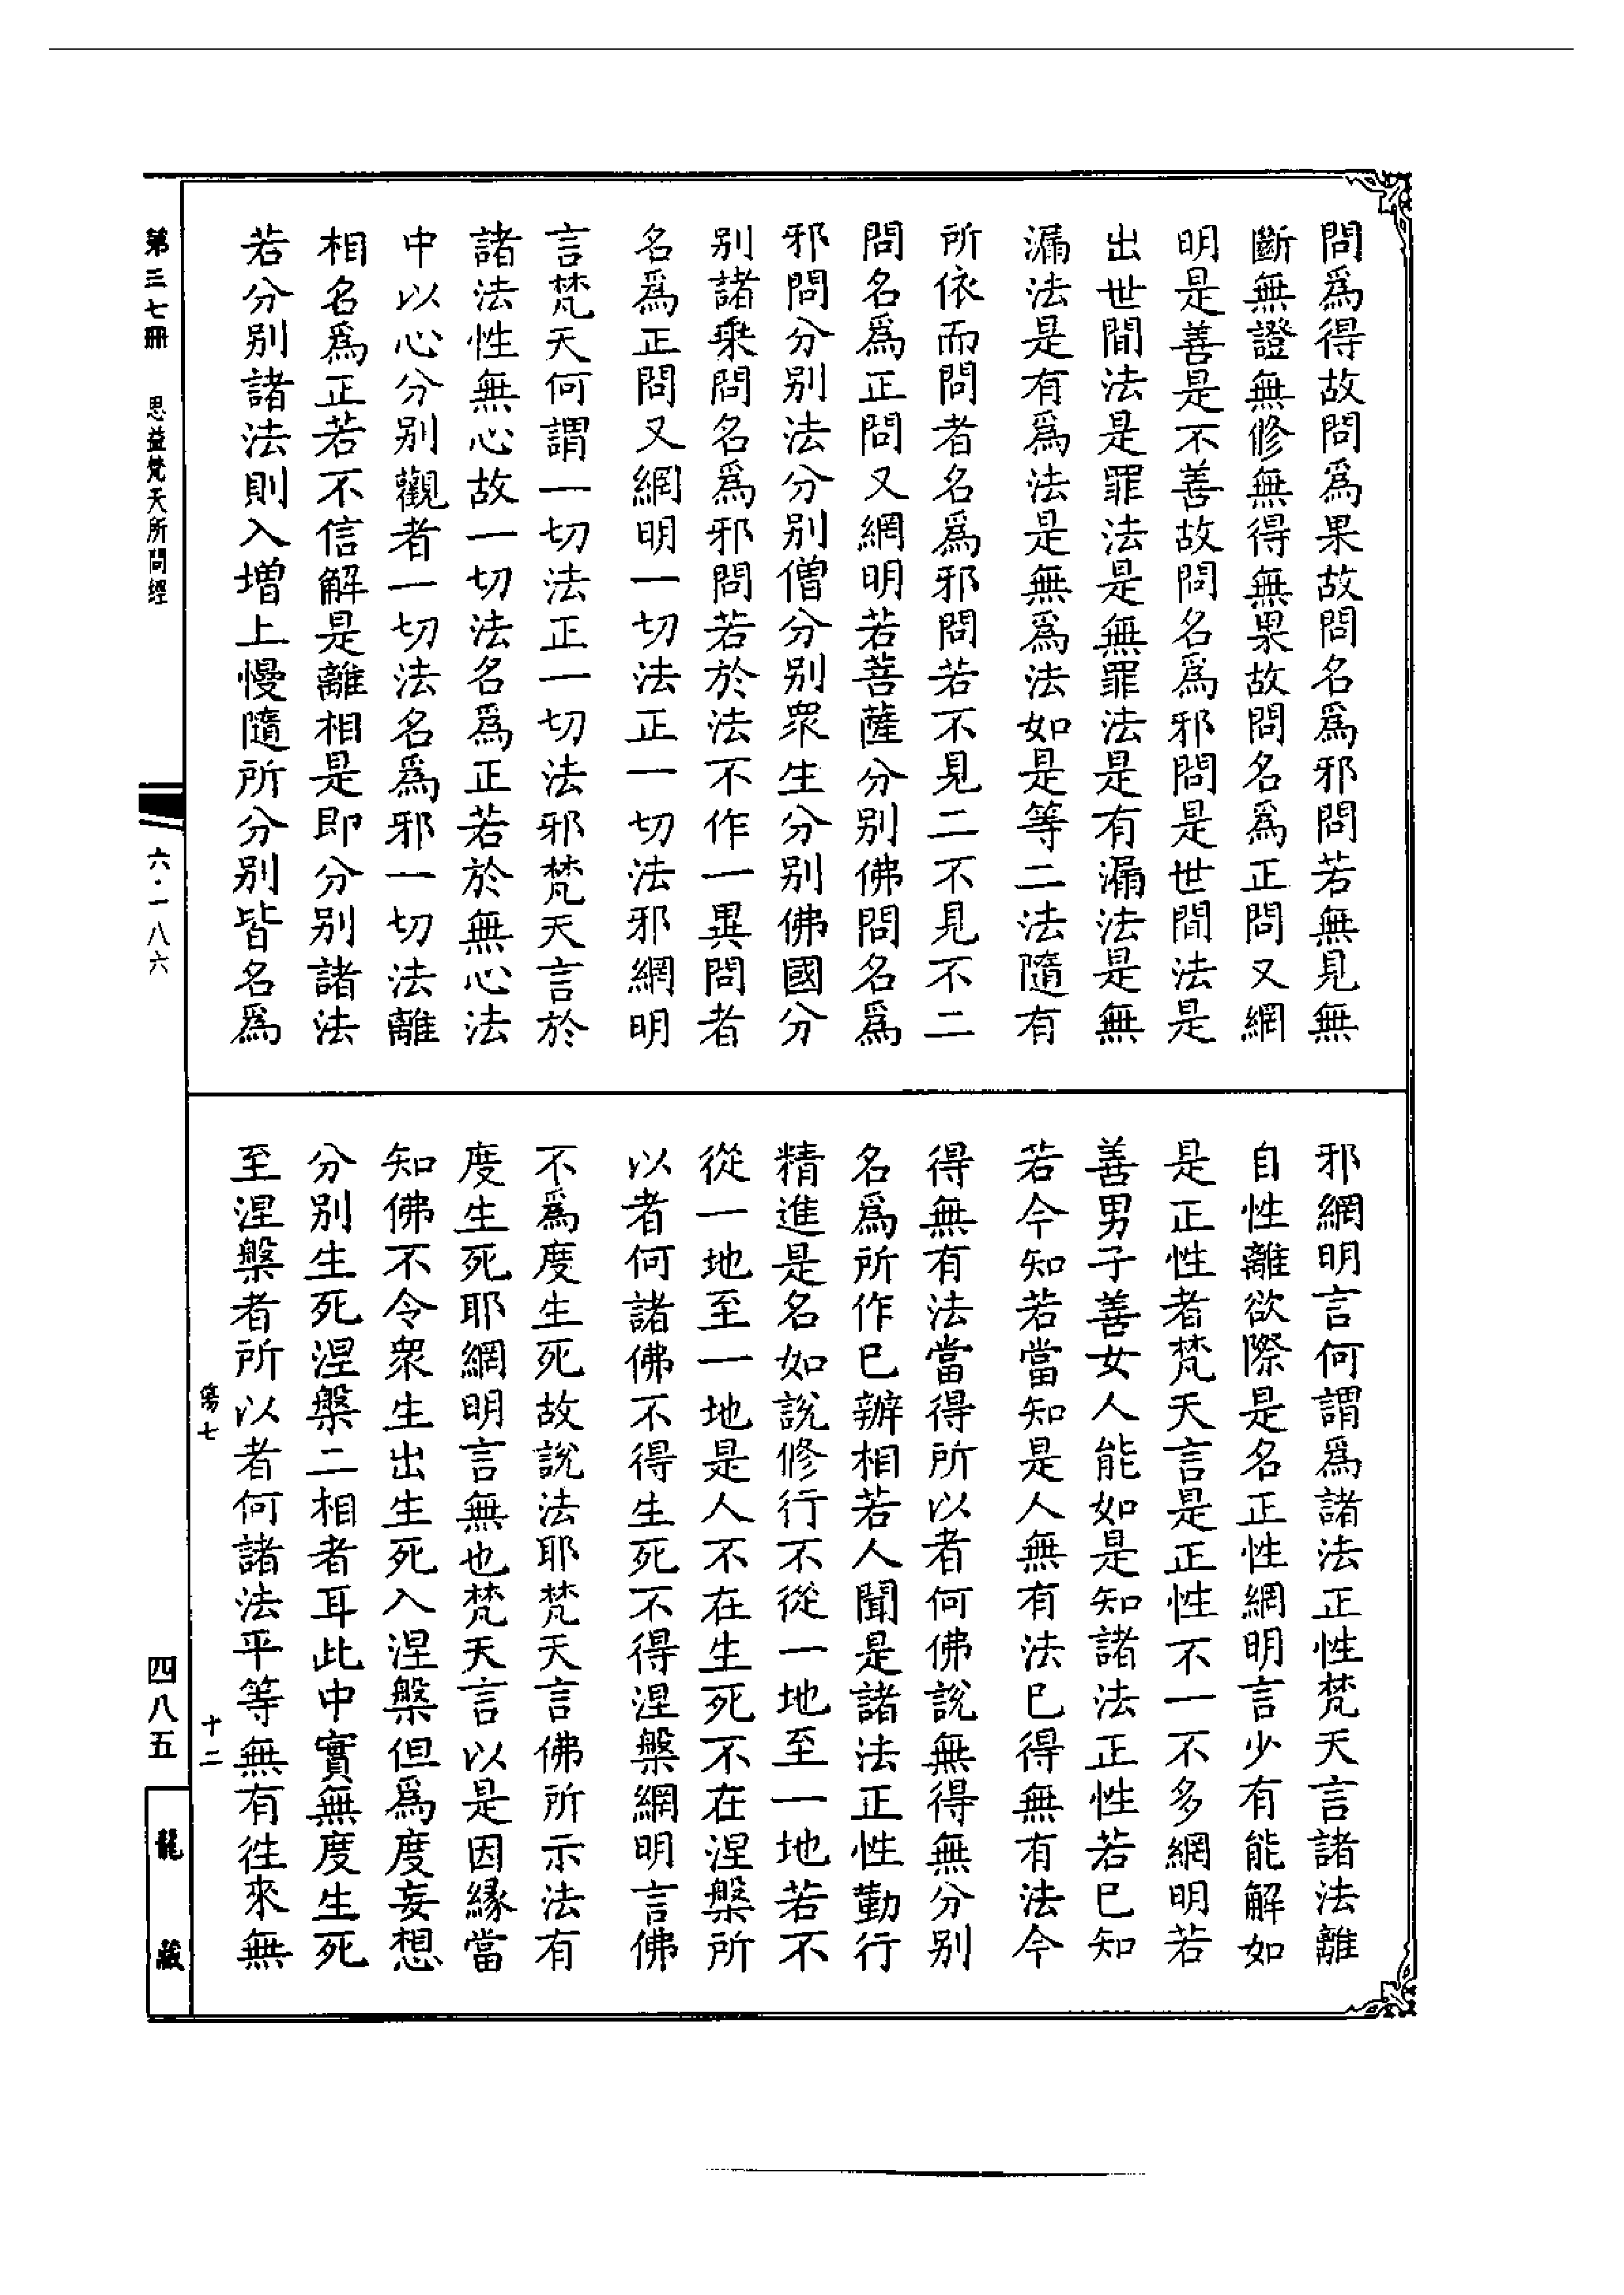 問爲得故問爲果故問名爲邪問若無見無
斷無證無修無得無果故問名爲正問又網
明是善是不善故問名爲邪問是世間法是
出世間法是罪法是無罪法是有漏法是無
漏法是有爲法是無爲法如是等二法隨有
所依而問者名爲邪問若不見二不見不二
問名爲正問又網明若菩薩分別佛問名爲
邪問分別法分別僧分別衆生分別佛國分
別諸乘問名爲邪問若於法不作一異問者
名爲正問又網明一切法正一切法邪網明
言梵天何謂一切法正一切法邪梵天言於
諸法性無心故一切法名爲正若於無心法
中以心分別觀者一切法名爲邪一切法離
相名爲正若不信解是離相是即分別諸法
若分別諸法則入增上慢隨所分別皆名爲
邪網明言何謂爲諸法正性梵天言諸法離
自性離欲際是名正性網明言少有能解如
是正性者梵天言是正性不一不多網明若
善男子善女人能如是知諸法正性若已知
若今知若當知是人無有法已得無有法今
得無有法當得所以者何佛說無得無分別
名爲所作已辦相若人聞是諸法正性勤行
精進是名如說修行不從一地至一地若不
從一地至一地是人不在生死不在涅槃所
以者何諸佛不得生死不得涅槃網明言佛
不爲度生死故說法耶梵天言佛所示法有
度生死耶網明言無也梵天言以是因緣當
知佛不令衆生出生死入涅槃但爲度妄想
分別生死涅槃二相者耳此中實無度生死
至涅槃者所以者何諸法平等無有往來無
七 十二
第三七冊 思益梵天所問經 六·一八六
四八五 龍藏